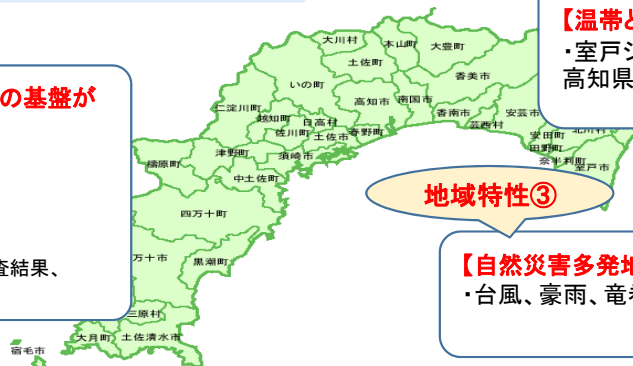 【温帯と
・室戸ジ
高知県
の基盤が
査結果、
大川村
本山町
大豊町
土佐町
香美市
いの町
高知市
南国市
仁淀川町
越知町
日高村
香南市
安芸市
芸西村
北川村
佐川町
土佐市
春野町
安田町
田野町
奈半利町
室戸市
津野町
須崎市
檮原町
中土佐町
四万十町
万十市
黒潮町
三原村
大月町
土佐清水市
宿毛市
地域特性③
【自然災害多発地
・台風、豪雨、竜巻